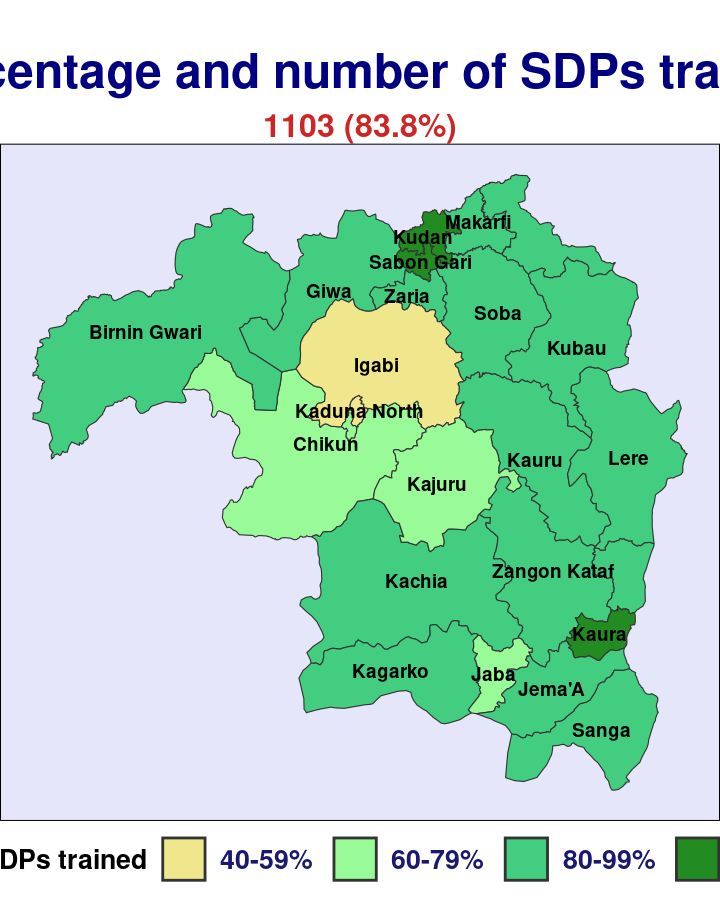 centage and number of SDPs tra
1103 (83.8%)
Makarfi
Kudan
Sabon Gari
Giwa
Zaria
Soba
Birnin Gwari
Kubau
Igabi
Kaduna North
Chikun
Kauru
Lere
Kajuru
Zangon Kataf
Kachia
Kaura
Kagarko
Jaba
Jema'A
Sanga
DPs trained 40-59% 60-79% 80-99%